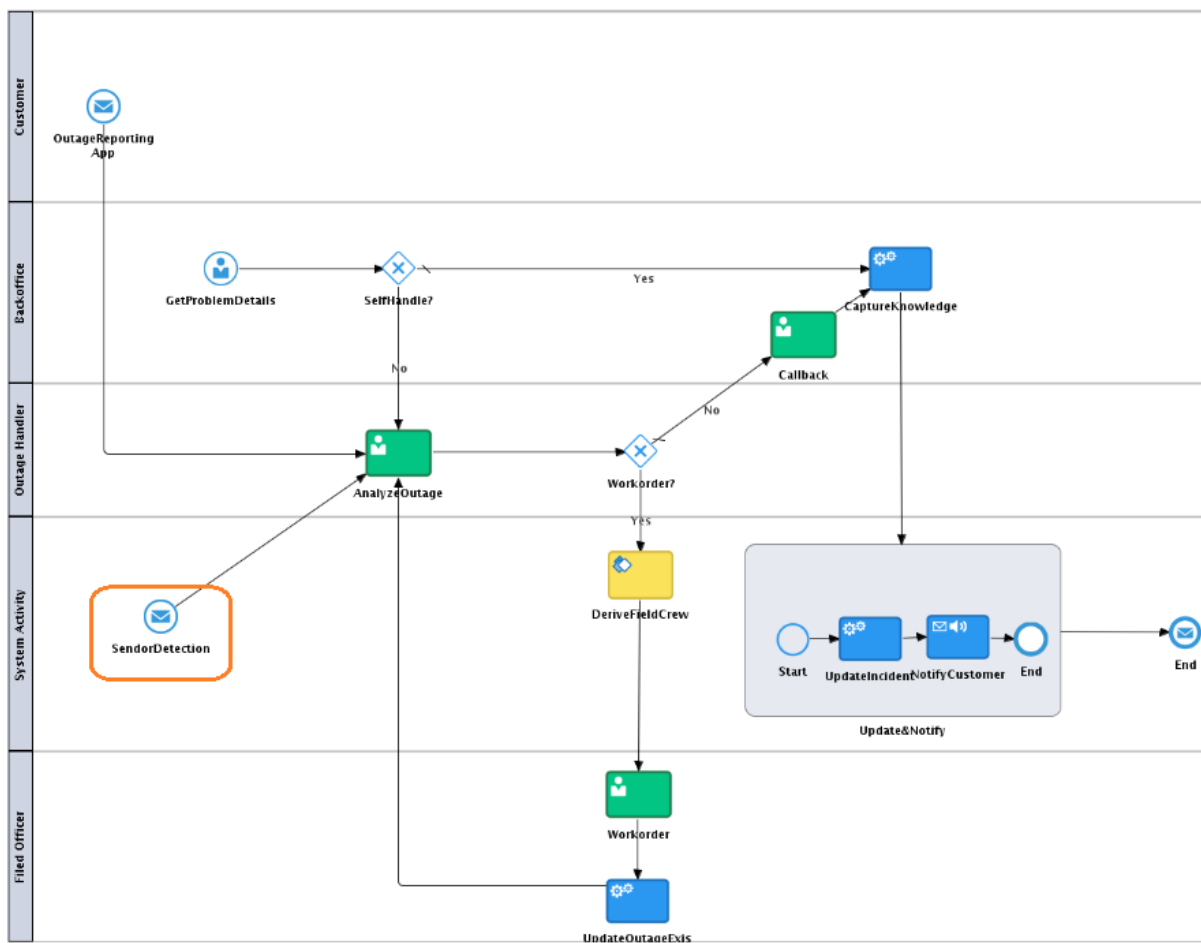 Customer
OutageReporting
App
Backoffice
GetProblemDetails
SelfHandle?
Yes
CaptureKnowledge
No
Callback
Outage Handler
No
AnalyzeOutage
Workorder?
System Activity
Yes
DeriveFieldCrew
SendorDetection
Start
UpdateIncident
NotifyCustomer
End
End
Update&Notify
Filed Officer
Workorder
UpdateOutageExis